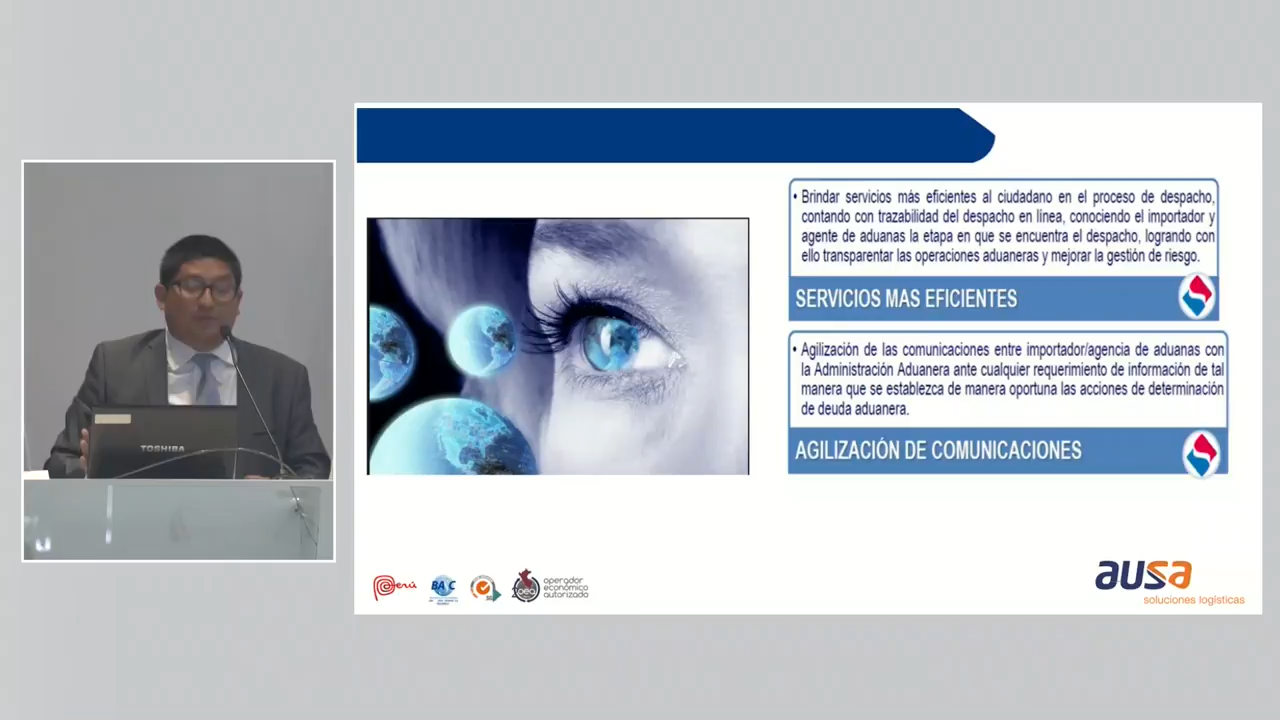 • Brindar servicios más eficientes al ciudadano en el proceso de despacho,
contando con trazabilidad del despacho en línea, conociendo el importador y
agente de aduanas la etapa en que se encuentra el despacho, logrando con
ello transparentar las operaciones aduaneras y mejorar la gestión de riesgo.
SERVICIOS MAS EFICIENTES
• Agilización de las comunicaciones entre importador/agencia de aduanas con
la Administración Aduanera ante cualquier requerimiento de información de tal
manera que se establezca de manera oportuna las acciones de determinación
de deuda aduanera.
AGILIZACIÓN DE COMUNICACIONES
TOSHIBA
Perú
BASC
oea
operador
económico
autorizado
ausa
soluciones logísticas